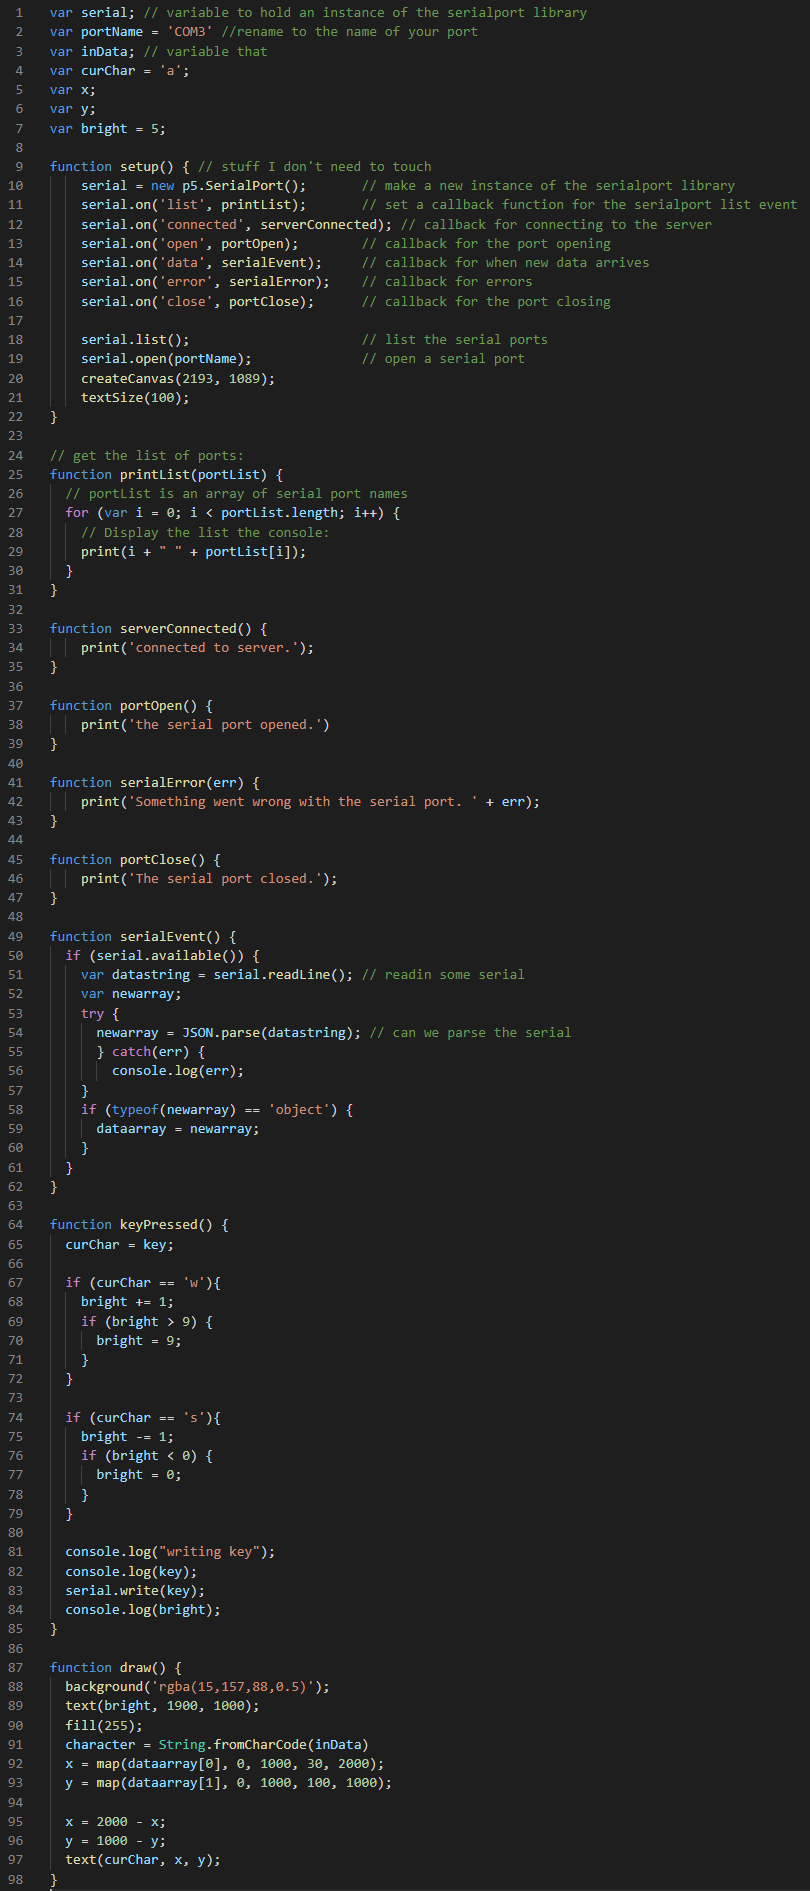 1 var serial; // variable to hold an instance of the serialport library
2 var portName = 'COM3' //rename to the name of your port
3 var inData; // variable that
4 var curChar = 'a';
5 var x;
6 var y;
7 var bright = 5;
8
9 function setup() { // stuff I don't need to touch
10     serial = new p5.SerialPort();       // make a new instance of the serialport library
11     serial.on('list', printList);       // set a callback function for the serialport list event
12     serial.on('connected', serverConnected); // callback for connecting to the server
13     serial.on('open', portOpen);        // callback for the port opening
14     serial.on('data', serialEvent);     // callback for when new data arrives
15     serial.on('error', serialError);    // callback for errors
16     serial.on('close', portClose);      // callback for the port closing
17
18     serial.list();                      // list the serial ports
19     serial.open(portName);              // open a serial port
20     createCanvas(2193, 1089);
21     textSize(100);
22 }
23
24 // get the list of ports:
25 function printList(portList) {
26   // portList is an array of serial port names
27   for (var i = 0; i < portList.length; i++) {
28     // Display the list the console:
29     print(i + " " + portList[i]);
30   }
31 }
32
33 function serverConnected() {
34     print('connected to server.');
35 }
36
37 function portOpen() {
38     print('the serial port opened.')
39 }
40
41 function serialError(err) {
42     print('Something went wrong with the serial port. ' + err);
43 }
44
45 function portClose() {
46     print('The serial port closed.');
47 }
48
49 function serialEvent() {
50   if (serial.available()) {
51     var datastring = serial.readLine(); // readin some serial
52     var newarray;
53     try {
54       newarray = JSON.parse(datastring); // can we parse the serial
55       } catch(err) {
56         console.log(err);
57     }
58     if (typeof(newarray) == 'object') {
59       dataarray = newarray;
60     }
61   }
62 }
63
64 function keyPressed() {
65   curChar = key;
66
67   if (curChar == 'w'){
68     bright += 1;
69     if (bright > 9) {
70       bright = 9;
71     }
72   }
73
74   if (curChar == 's'){
75     bright -= 1;
76     if (bright < 0) {
77       bright = 0;
78     }
79   }
80
81   console.log("writing key");
82   console.log(key);
83   serial.write(key);
84   console.log(bright);
85 }
86
87 function draw() {
88   background('rgba(15,157,88,0.5)');
89   text(bright, 1900, 1000);
90   fill(255);
91   character = String.fromCharCode(inData)
92   x = map(dataarray[0], 0, 1000, 30, 2000);
93   y = map(dataarray[1], 0, 1000, 100, 1000);
94
95   x = 2000 - x;
96   y = 1000 - y;
97   text(curChar, x, y);
98 }